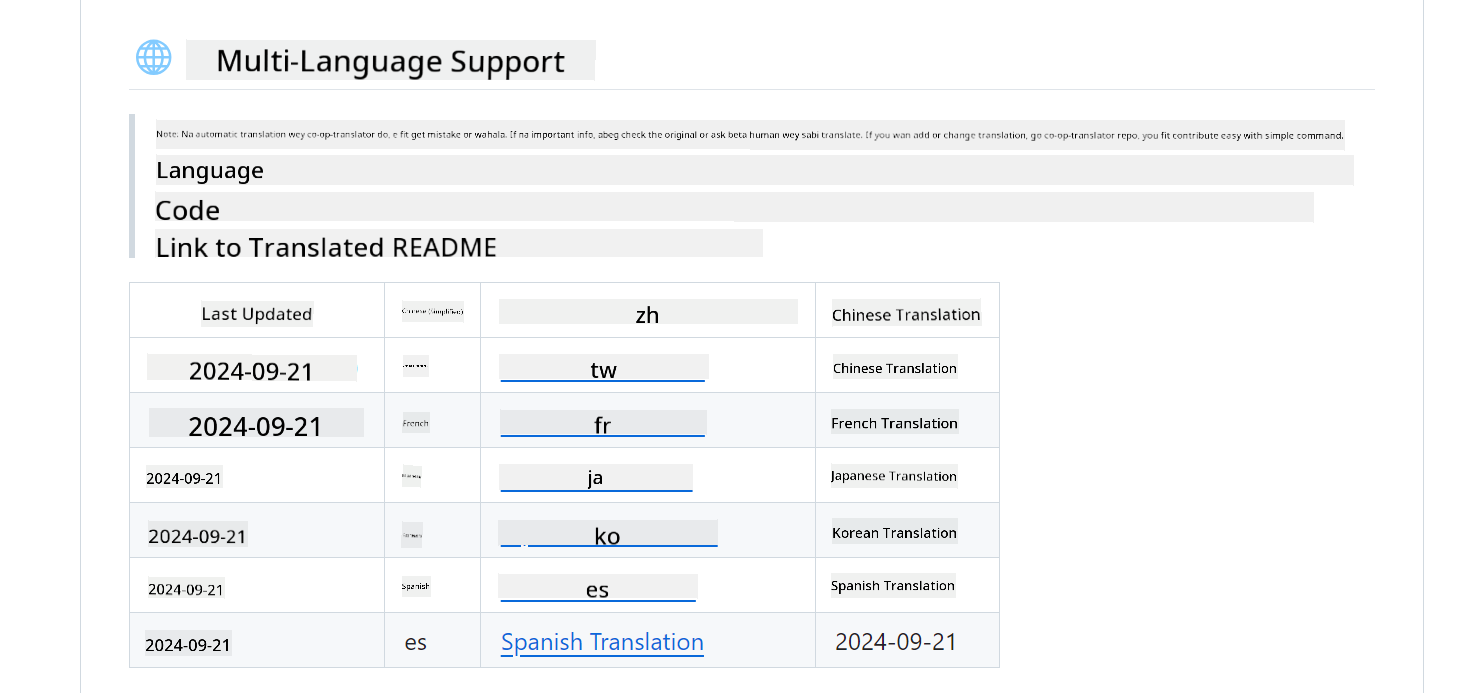 Multi-Language Support
Note: Na automatic translation wey co-op-translator do, e fit get mistake or wahala. If na important info, abeg check the original or ask beta human wey sabi translate. If you wan add or change translation, go co-op-translator repo, you fit contribute easy with simple command.
Language
Code
Link to Translated README
Last Updated Chinese (Simplified) zh Chinese Translation
2024-09-21 tw Chinese Translation
2024-09-21 French fr French Translation
2024-09-21 ja Japanese Translation
2024-09-21 ko Korean Translation
2024-09-21 Spanish es Spanish Translation
2024-09-21 es Spanish Translation 2024-09-21